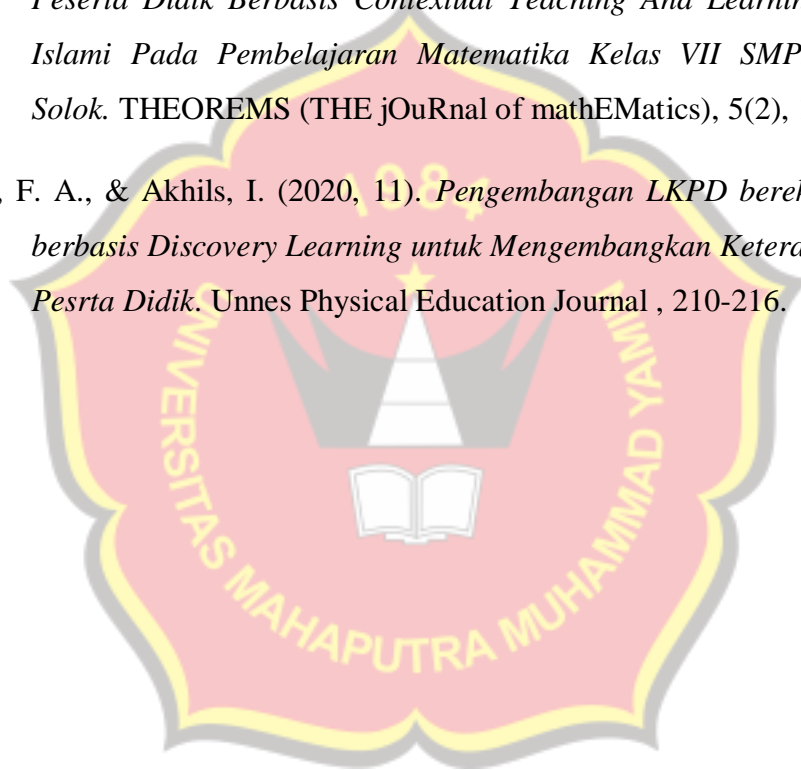 Peserta Didik Berbasis Contextual Teaching And Learnin
Islami Pada Pembelajaran Matematika Kelas VII SMP
Solok. THEOREMS (THE jOuRnal of mathEMatics), 5(2),
, F. A., & Akhils, I. (2020, 11). Pengembangan LKPD berek
berbasis Discovery Learning untuk Mengembangkan Ketera
Pesrta Didik. Unnes Physical Education Journal , 210-216.
1984
UNIVERSITAS MAHAPUTRA MUHAMMAD YAMIN